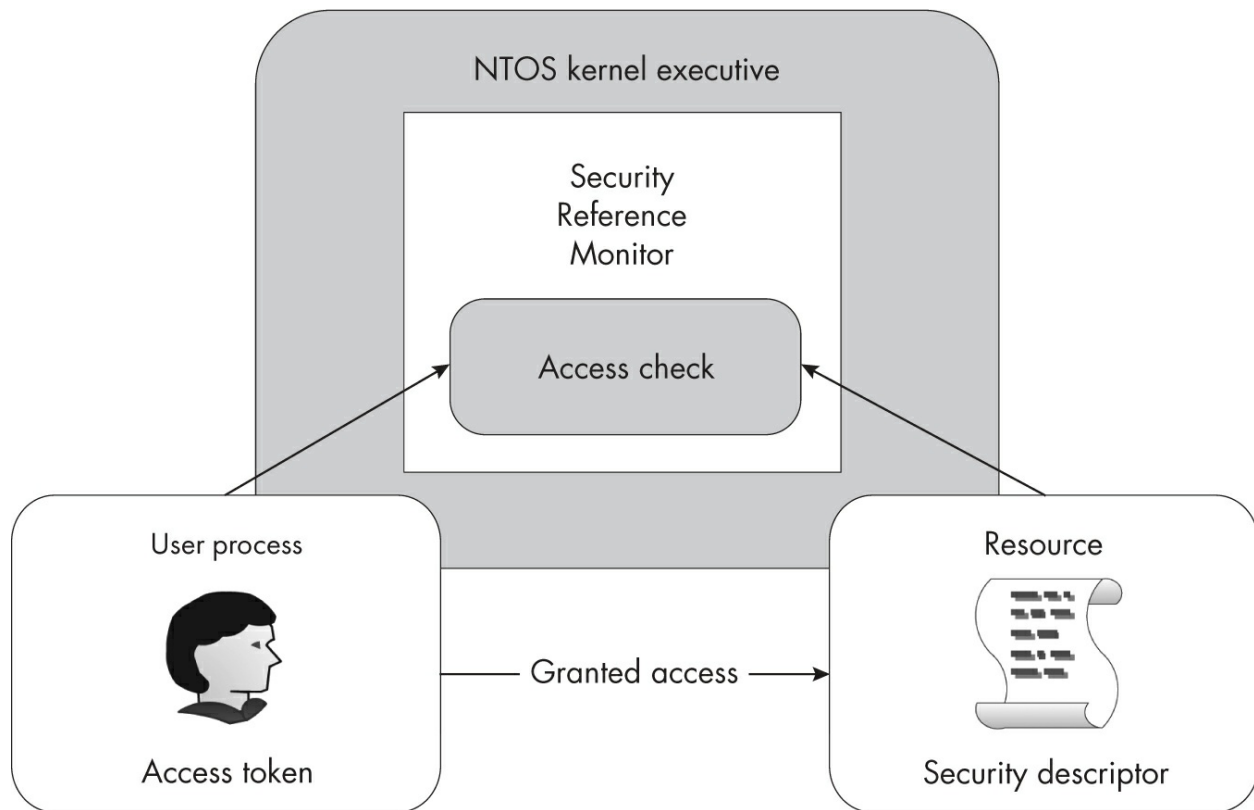 NTOS kernel executive
Security
Reference
Monitor
Access check
User process
Access token
Granted access
Resource
Security descriptor